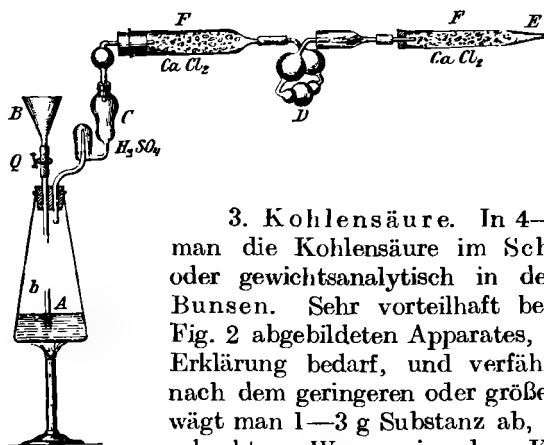 F
F
E
Ca Cl₂
Ca Cl₂
B
C
D
H₂SO₄
Q
b
A
3. Kohlensäure. In 4—
man die Kohlensäure im Sch
oder gewichtsanalytisch in de
Bunsen. Sehr vorteilhaft be
Fig. 2 abgebildeten Apparates,
Erklärung bedarf, und verfäh
nach dem geringeren oder größe
wägt man 1—3 g Substanz ab,